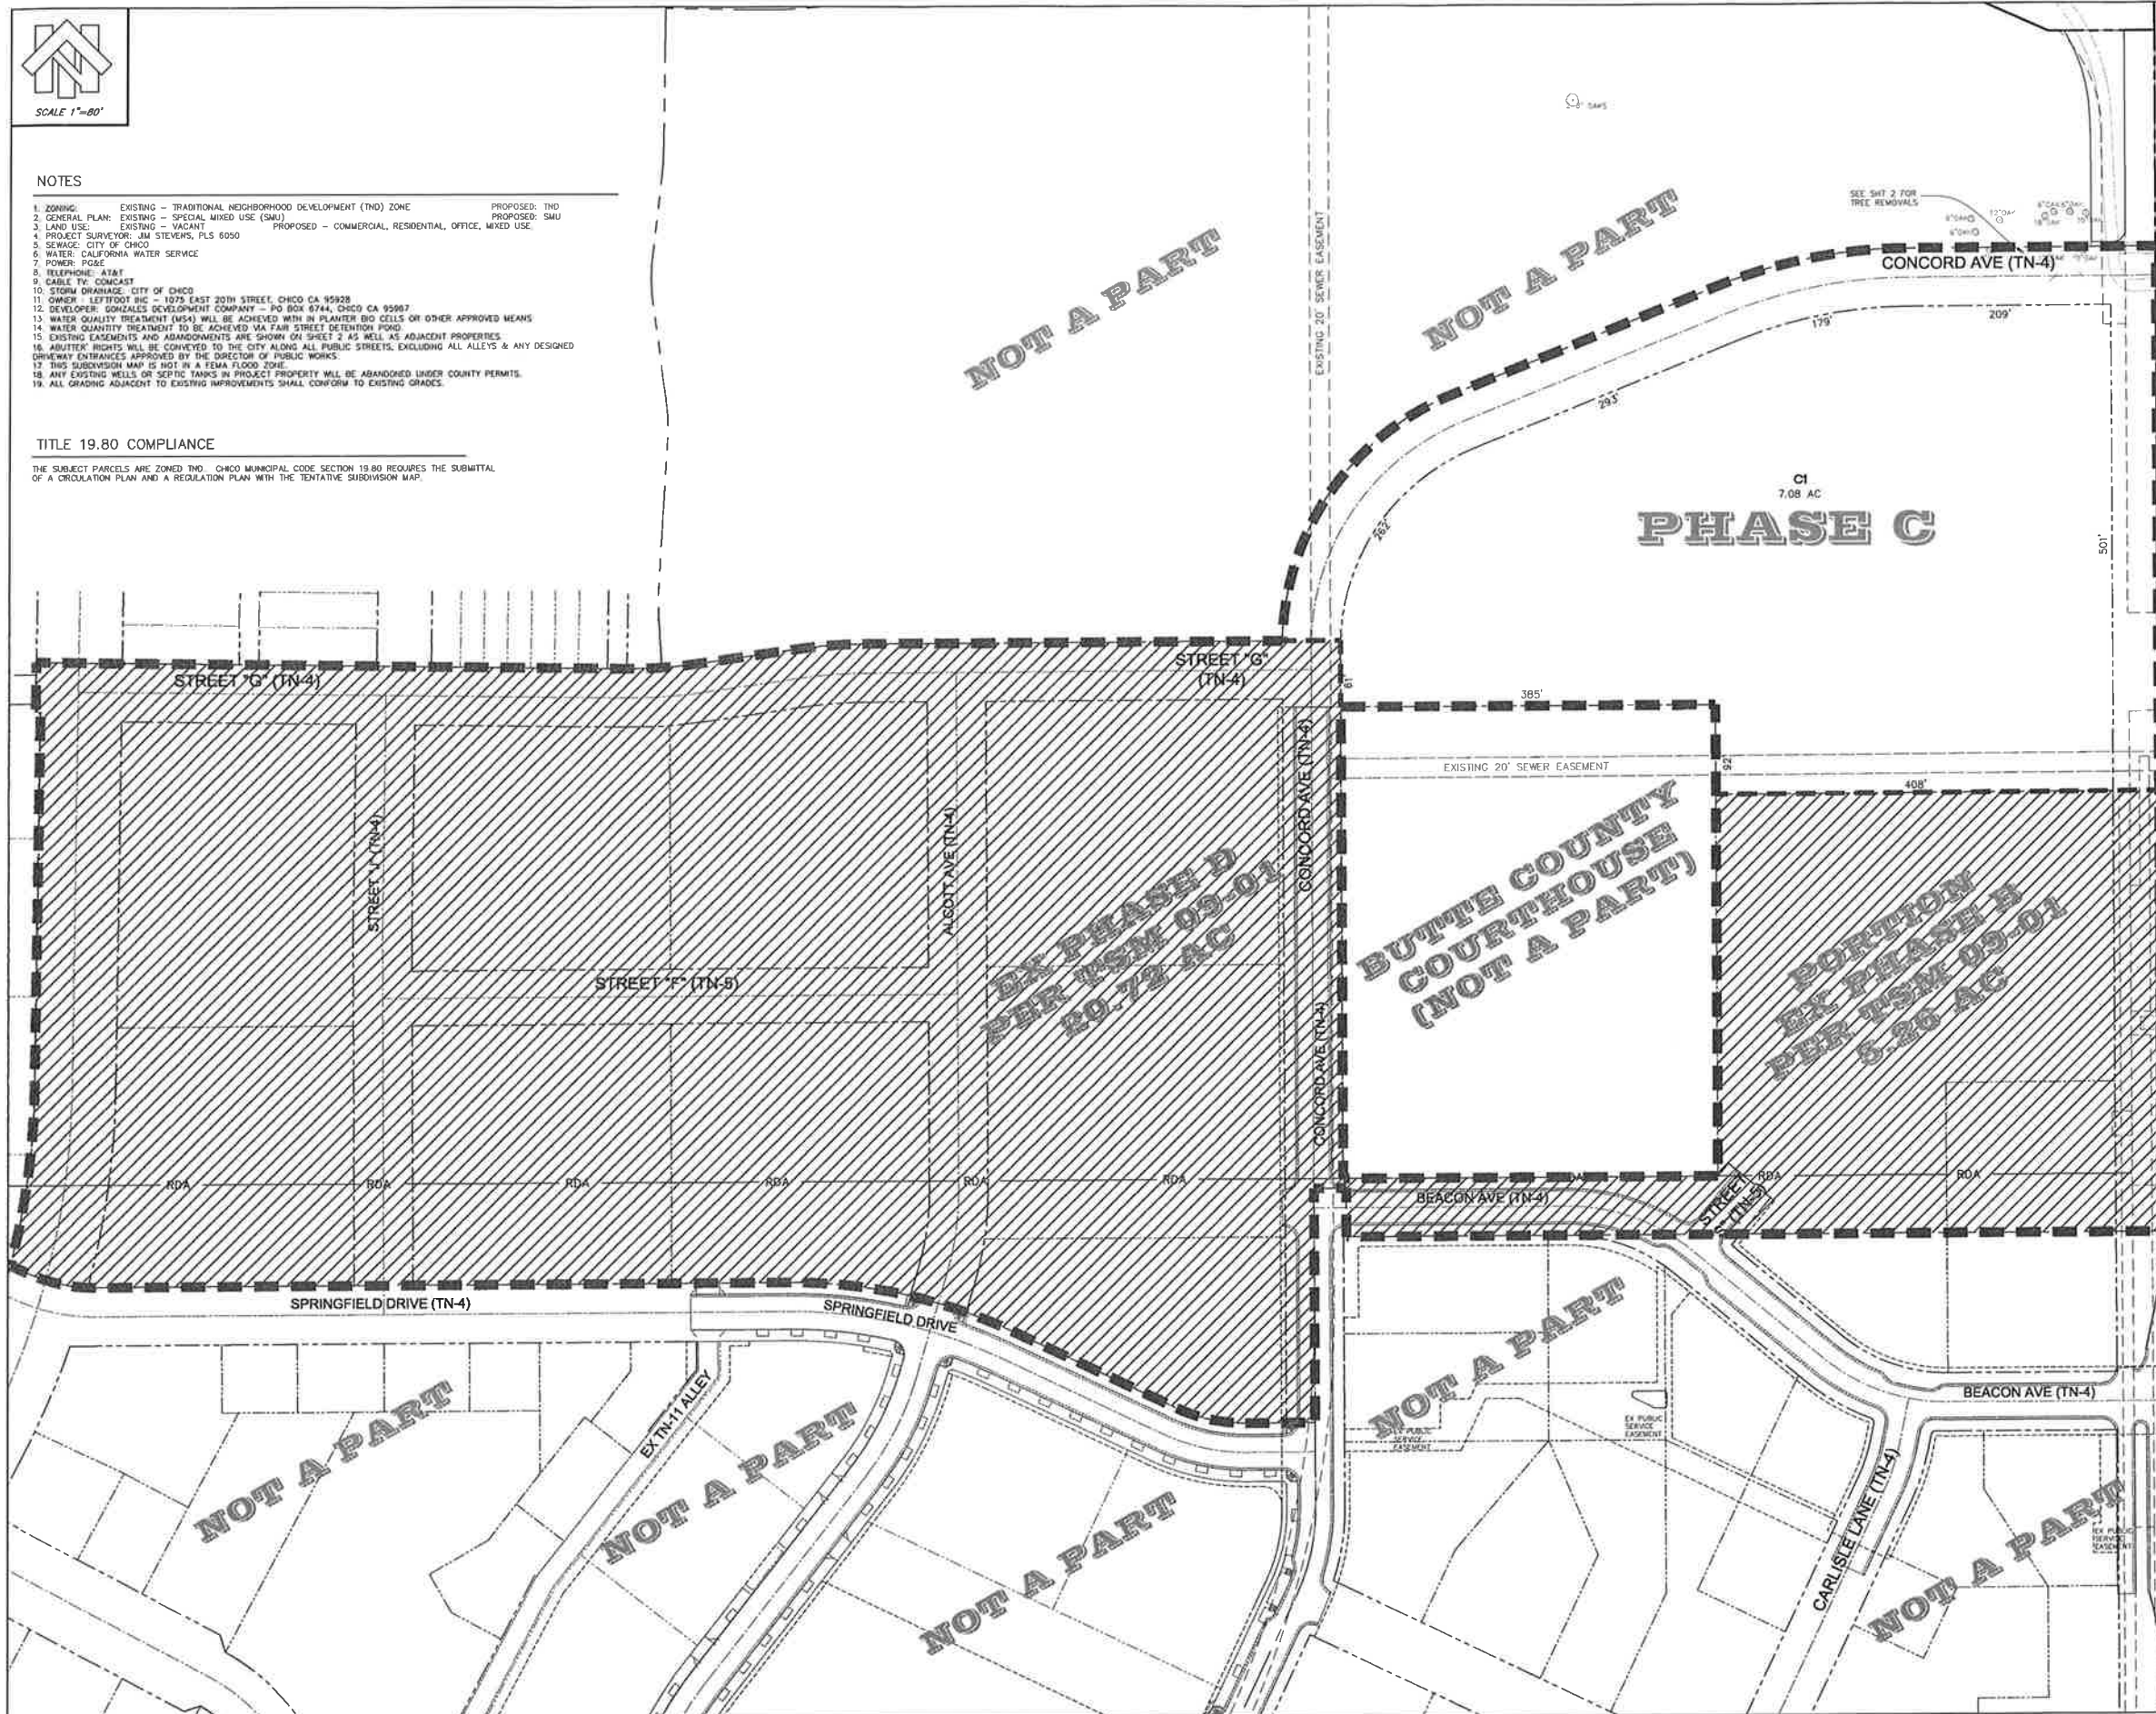 SCALE 1"=80'
NOTES
1. ZONING: EXISTING – TRADITIONAL NEIGHBORHOOD DEVELOPMENT (TND) ZONE PROPOSED: TND
2. GENERAL PLAN: EXISTING – SPECIAL MIXED USE (SMU) PROPOSED: SMU
3. LAND USE: EXISTING – VACANT PROPOSED – COMMERCIAL, RESIDENTIAL, OFFICE, MIXED USE
4. PROJECT SURVEYOR: JIM STEVENS, PLS 6050
5. SEWAGE: CITY OF CHICO
6. WATER: CALIFORNIA WATER SERVICE
7. POWER: PG&E
8. TELEPHONE: AT&T
9. CABLE TV: COMCAST
10. STORM DRAINAGE: CITY OF CHICO
11. OWNER : LEFTFOOT INC – 1075 EAST 20TH STREET, CHICO CA 95928
12. DEVELOPER: GONZALES DEVELOPMENT COMPANY – PO BOX 6744, CHICO CA 95967
13. WATER QUALITY TREATMENT (MS4) WILL BE ACHIEVED WITH IN PLANTER BIO CELLS OR OTHER APPROVED MEANS
14. WATER QUANTITY TREATMENT TO BE ACHIEVED VIA FAIR STREET DETENTION POND.
15. EXISTING EASEMENTS AND ABANDONMENTS ARE SHOWN ON SHEET 2 AS WELL AS ADJACENT PROPERTIES.
16. ABUTTER' RIGHTS WILL BE CONVEYED TO THE CITY ALONG ALL PUBLIC STREETS, EXCLUDING ALL ALLEYS & ANY DESIGNED
DRIVEWAY ENTRANCES APPROVED BY THE DIRECTOR OF PUBLIC WORKS.
17. THIS SUBDIVISION MAP IS NOT IN A FEMA FLOOD ZONE.
18. ANY EXISTING WELLS OR SEPTIC TANKS IN PROJECT PROPERTY WILL BE ABANDONED UNDER COUNTY PERMITS.
19. ALL GRADING ADJACENT TO EXISTING IMPROVEMENTS SHALL CONFORM TO EXISTING GRADES.
TITLE 19.80 COMPLIANCE
THE SUBJECT PARCELS ARE ZONED TND. CHICO MUNICIPAL CODE SECTION 19.80 REQUIRES THE SUBMITTAL
OF A CIRCULATION PLAN AND A REGULATION PLAN WITH THE TENTATIVE SUBDIVISION MAP.
NOT A PART
EXISTING 20' SEWER EASEMENT
NOT A PART
SEE SHT 2 FOR
TREE REMOVALS
CONCORD AVE (TN-4)
209'
179'
293'
262'
C1
7.08 AC
PHASE C
501'
STREET "G" (TN-4)
STREET "G"
(TN-4)
61'
385'
EXISTING 20' SEWER EASEMENT
92'
408'
ALCOTT AVE (TN-4)
STREET "F" (TN-5)
EX PHASE D
PER TSM 09-01
20.72 AC
CONCORD AVE (TN-4)
CONCORD AVE (TN-4)
BUTTE COUNTY
COURTHOUSE
(NOT A PART)
PORTION
EX PHASE B
PER TSM 09-01
5.26 AC
RDA
RDA
RDA
RDA
RDA
RDA
RDA
RDA
BEACON AVE (TN-4)
STREET
(TN-5)
SPRINGFIELD DRIVE (TN-4)
SPRINGFIELD DRIVE
EX TN-11 ALLEY
NOT A PART
NOT A PART
NOT A PART
NOT A PART
EX PUBLIC
SERVICE
EASEMENT
EX PUBLIC
SERVICE
EASEMENT
BEACON AVE (TN-4)
CARLISLE LANE (TN-4)
NOT A PART
EX PUBLIC
SERVICE
EASEMENT